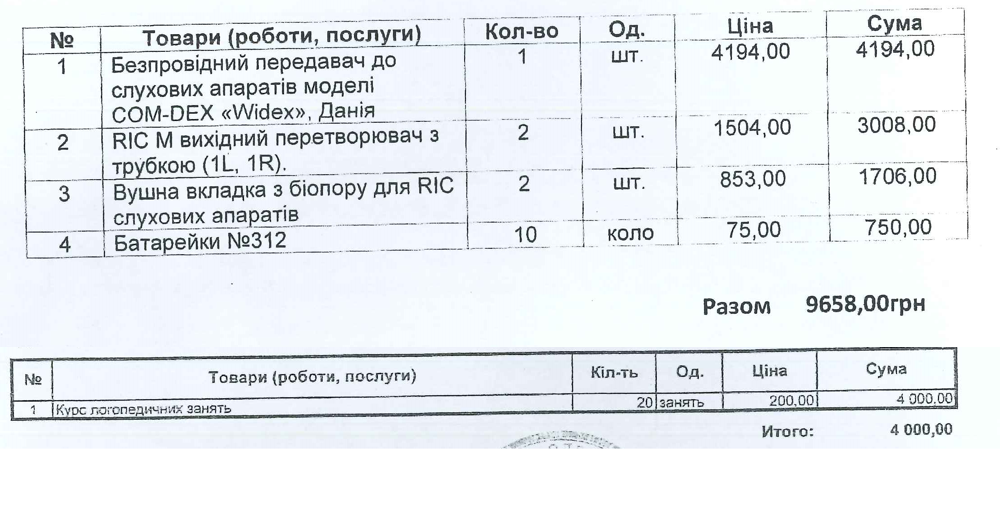 № Товари (роботи, послуги) Кол-во Од. Ціна Сума
1 Безпровідний передавач до 1 шт. 4194,00 4194,00
слухових апаратів моделі
COM-DEX «Widex», Данія
2 RIC M вихідний перетворювач з 2 шт. 1504,00 3008,00
трубкою (1L, 1R).
3 Вушна вкладка з біопору для RIC 2 шт. 853,00 1706,00
слухових апаратів
4 Батарейки №312 10 коло 75,00 750,00
Разом 9658,00грн
№ Товари (роботи, послуги) Кіл-ть Од. Ціна Сума
1 Курс логопедичних занять 20 занять 200,00 4 000,00
Итого: 4 000,00